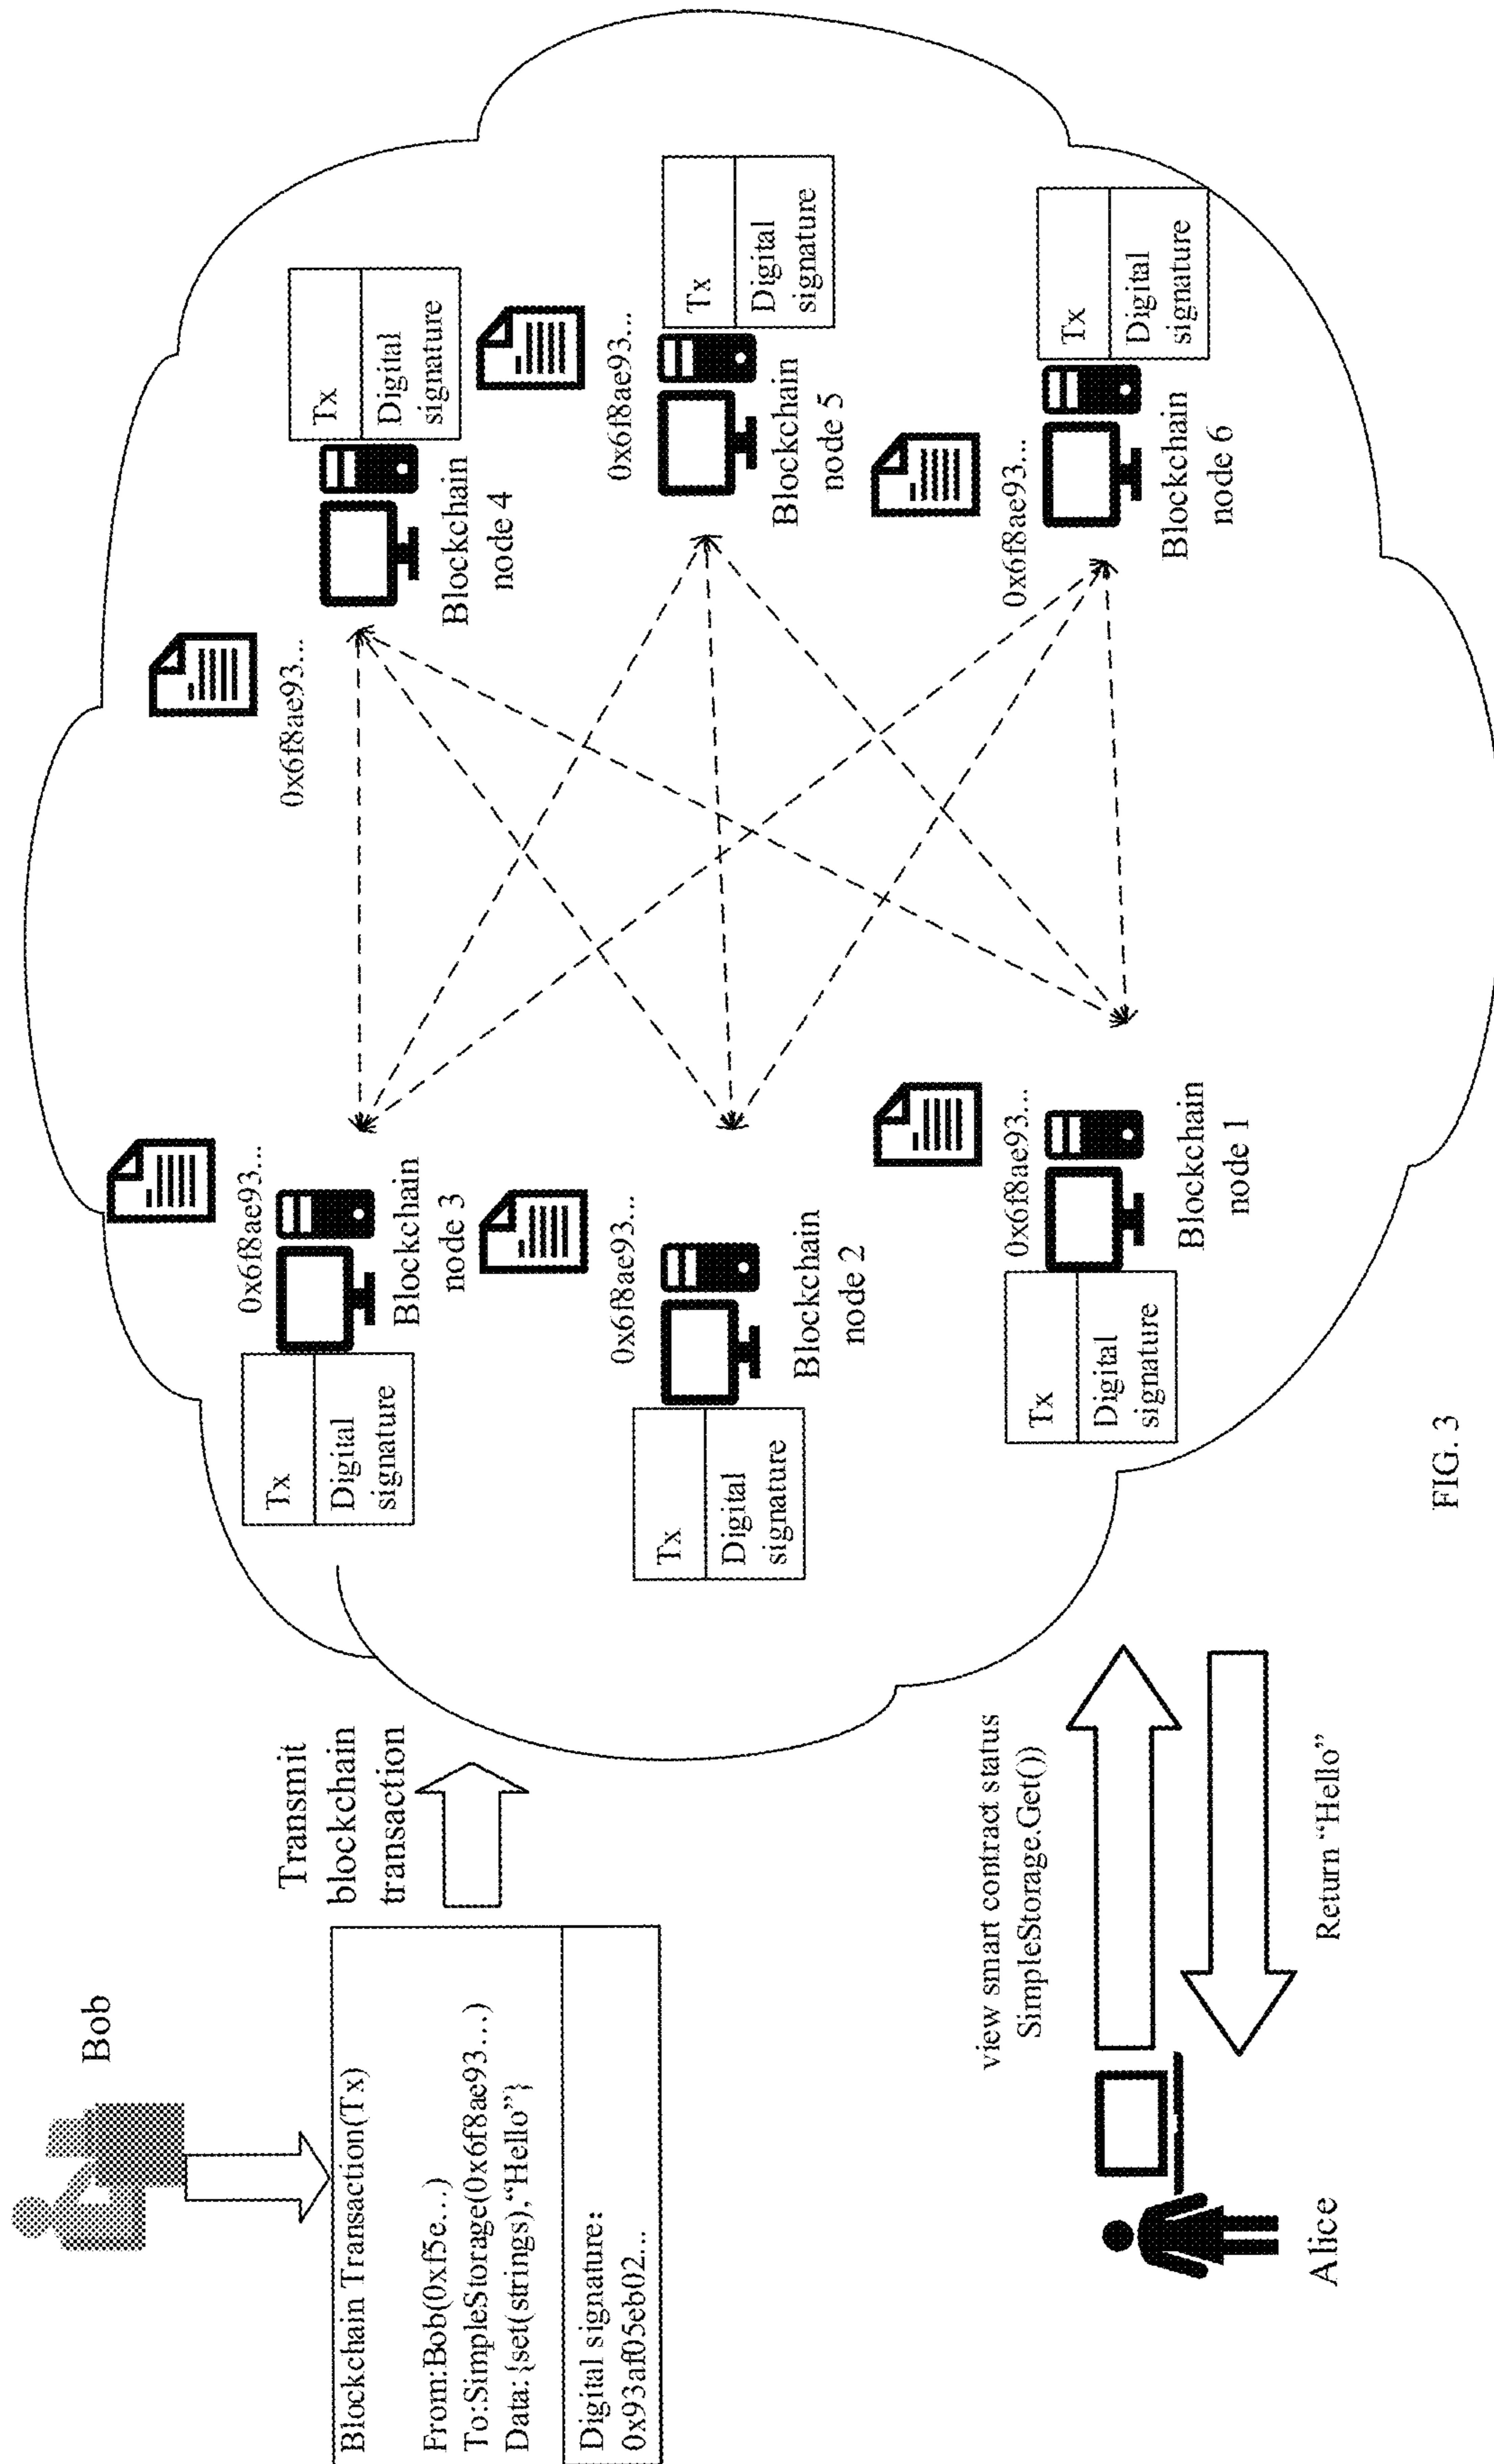 Bob
Blockchain Transaction(Tx)
From:Bob(0xf5e...)
To:SimpleStorage(0x6f8ae93...)
Data: {set(strings),“Hello”}
Digital signature:
0x93af05eb02...
Transmit
blockchain
transaction
Alice
view smart contract status
SimpleStorage.Get())
Return “Hello”
0x6f8ae93...
Tx
Digital
signature
Blockchain
node 3
0x6f8ae93...
Tx
Digital
signature
Blockchain
node 2
0x6f8ae93...
Tx
Digital
signature
Blockchain
node 1
0x6f8ae93...
Tx
Digital
signature
Blockchain
node 4
0x6f8ae93...
Tx
Digital
signature
Blockchain
node 5
0x6f8ae93...
Tx
Digital
signature
Blockchain
node 6
FIG. 3